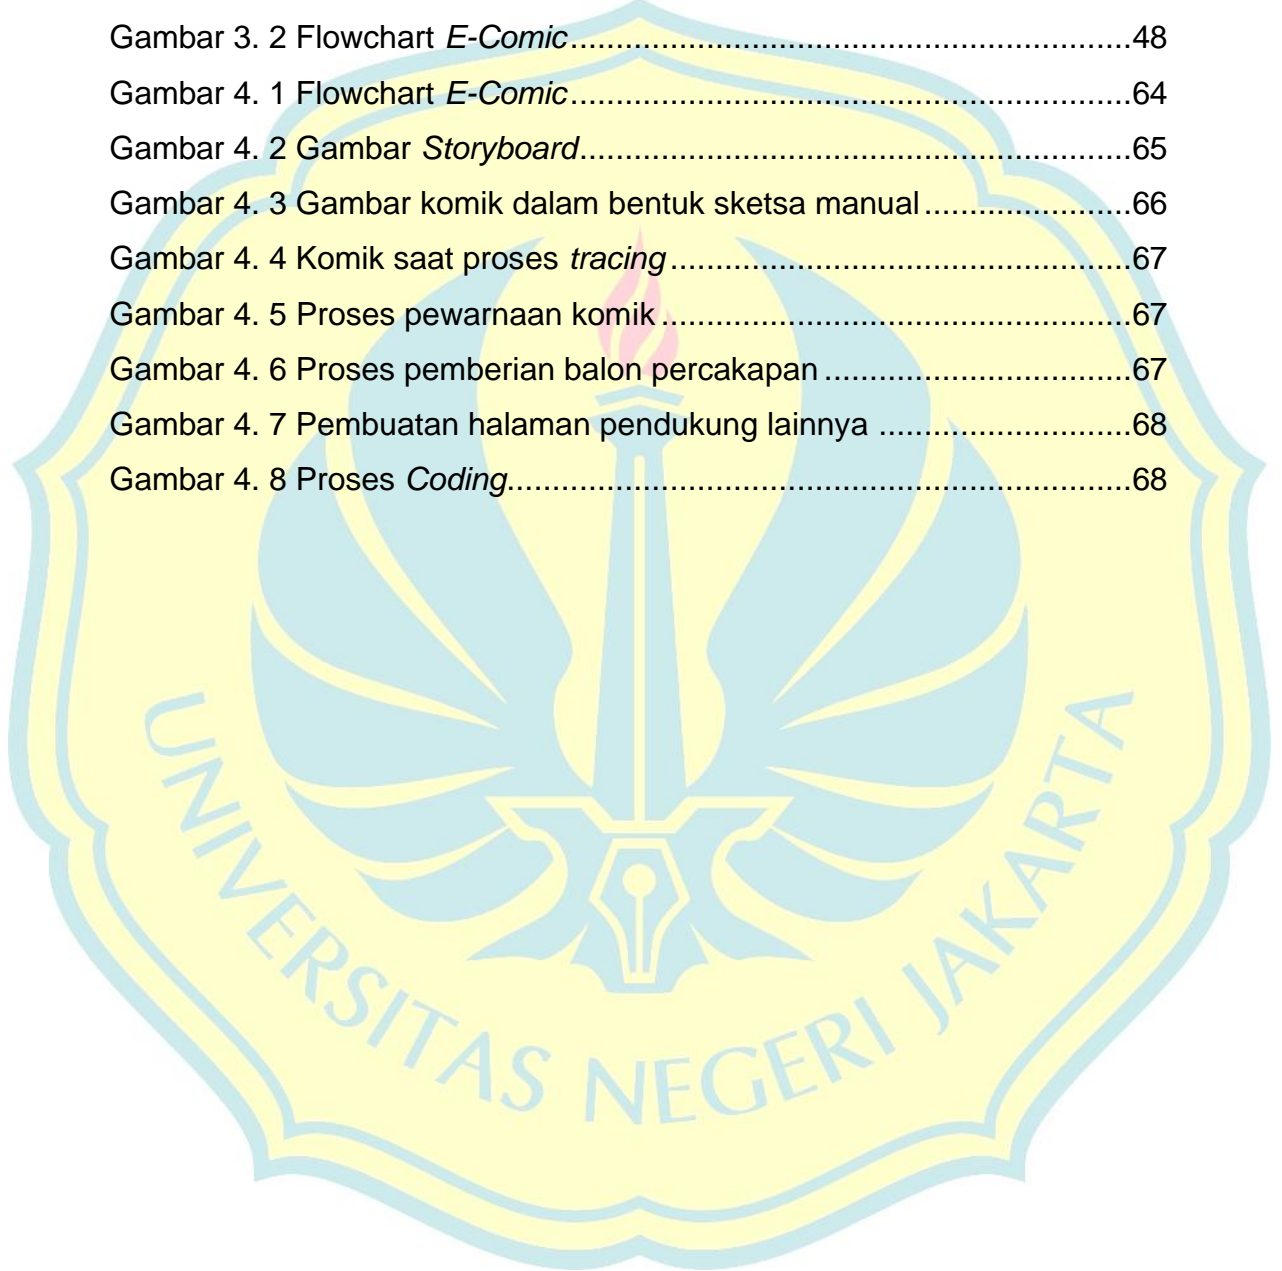 Gambar 3. 2 Flowchart E-Comic..............................................................48
Gambar 4. 1 Flowchart E-Comic..............................................................64
Gambar 4. 2 Gambar Storyboard.............................................................65
Gambar 4. 3 Gambar komik dalam bentuk sketsa manual.......................66
Gambar 4. 4 Komik saat proses tracing...................................................67
Gambar 4. 5 Proses pewarnaan komik....................................................67
Gambar 4. 6 Proses pemberian balon percakapan..................................67
Gambar 4. 7 Pembuatan halaman pendukung lainnya ............................68
Gambar 4. 8 Proses Coding.....................................................................68
UNIVERSITAS NEGERI JAKARTA